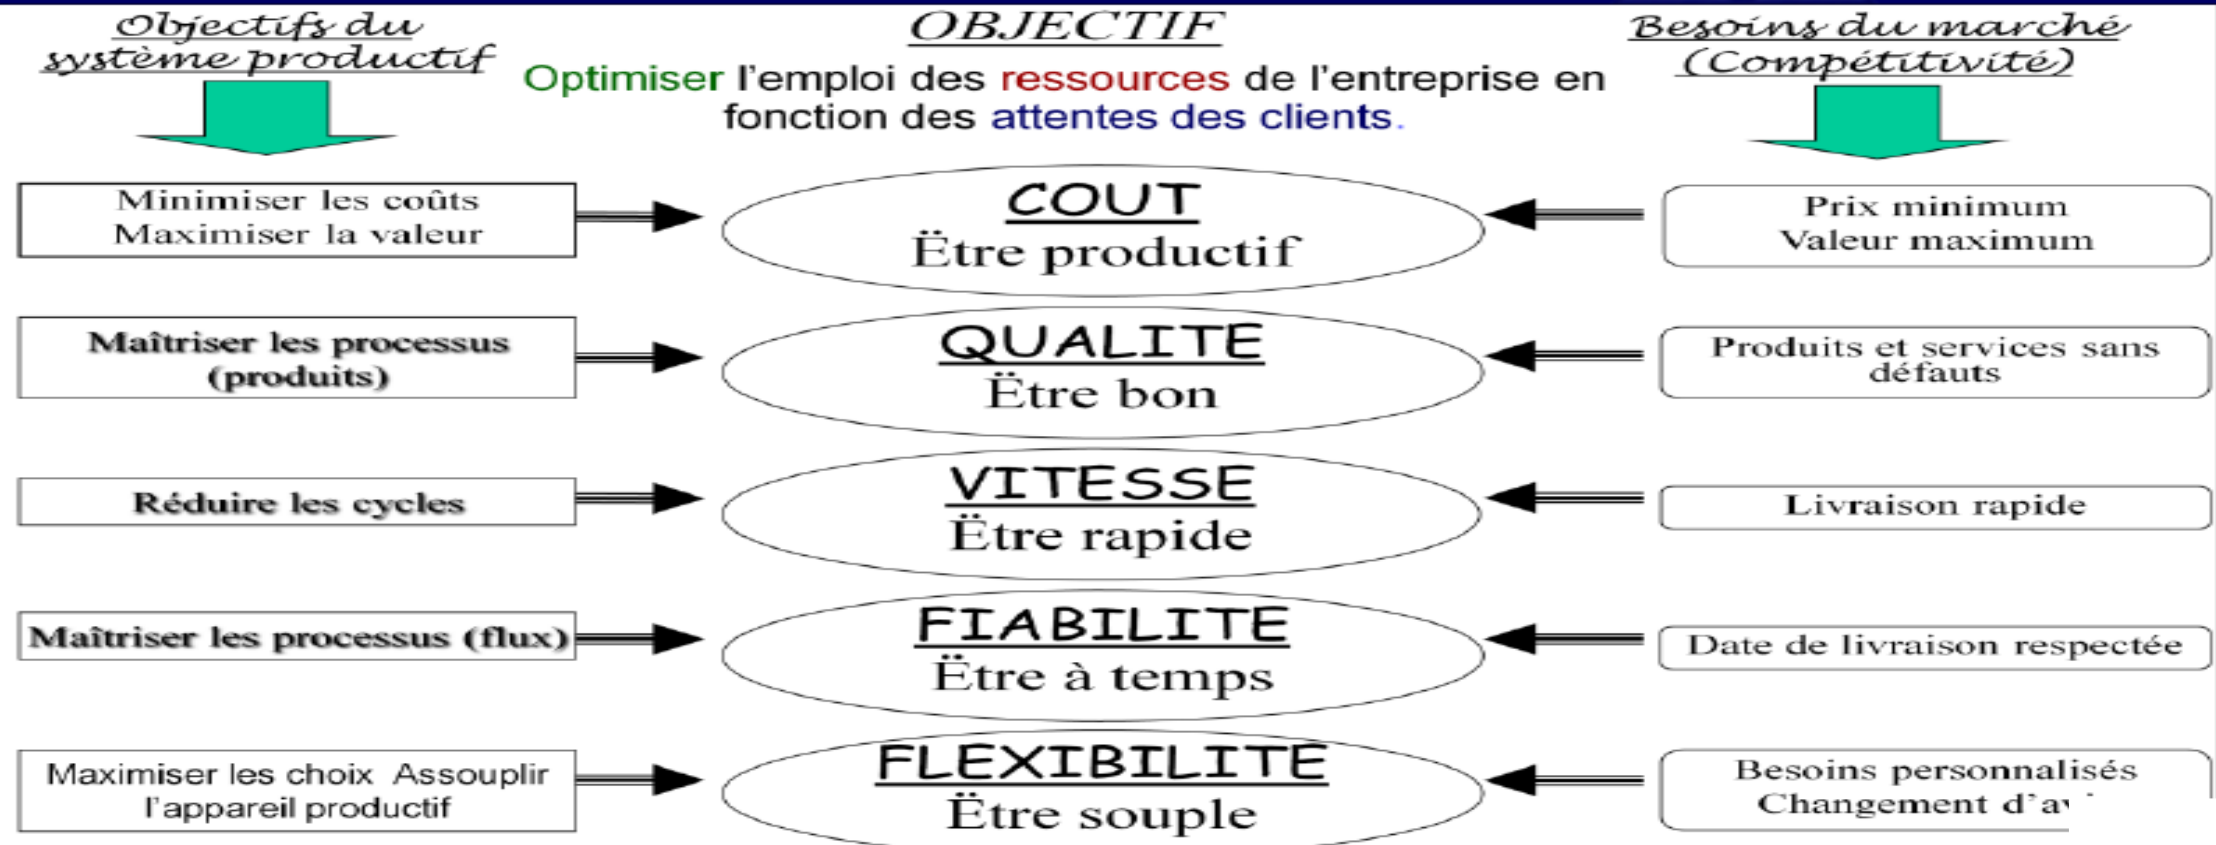 Objectifs du
système productif
OBJECTIF
Optimiser l'emploi des ressources de l'entreprise en
fonction des attentes des clients.
Besoins du marché
(Compétitivité)
Minimiser les coûts
Maximiser la valeur
COUT
Ëtre productif
Prix minimum
Valeur maximum
Maîtriser les processus
(produits)
QUALITE
Ëtre bon
Produits et services sans
défauts
Réduire les cycles
VITESSE
Ëtre rapide
Livraison rapide
Maîtriser les processus (flux)
FIABILITE
Ëtre à temps
Date de livraison respectée
Maximiser les choix Assouplir
l'appareil productif
FLEXIBILITE
Ëtre souple
Besoins personnalisés
Changement